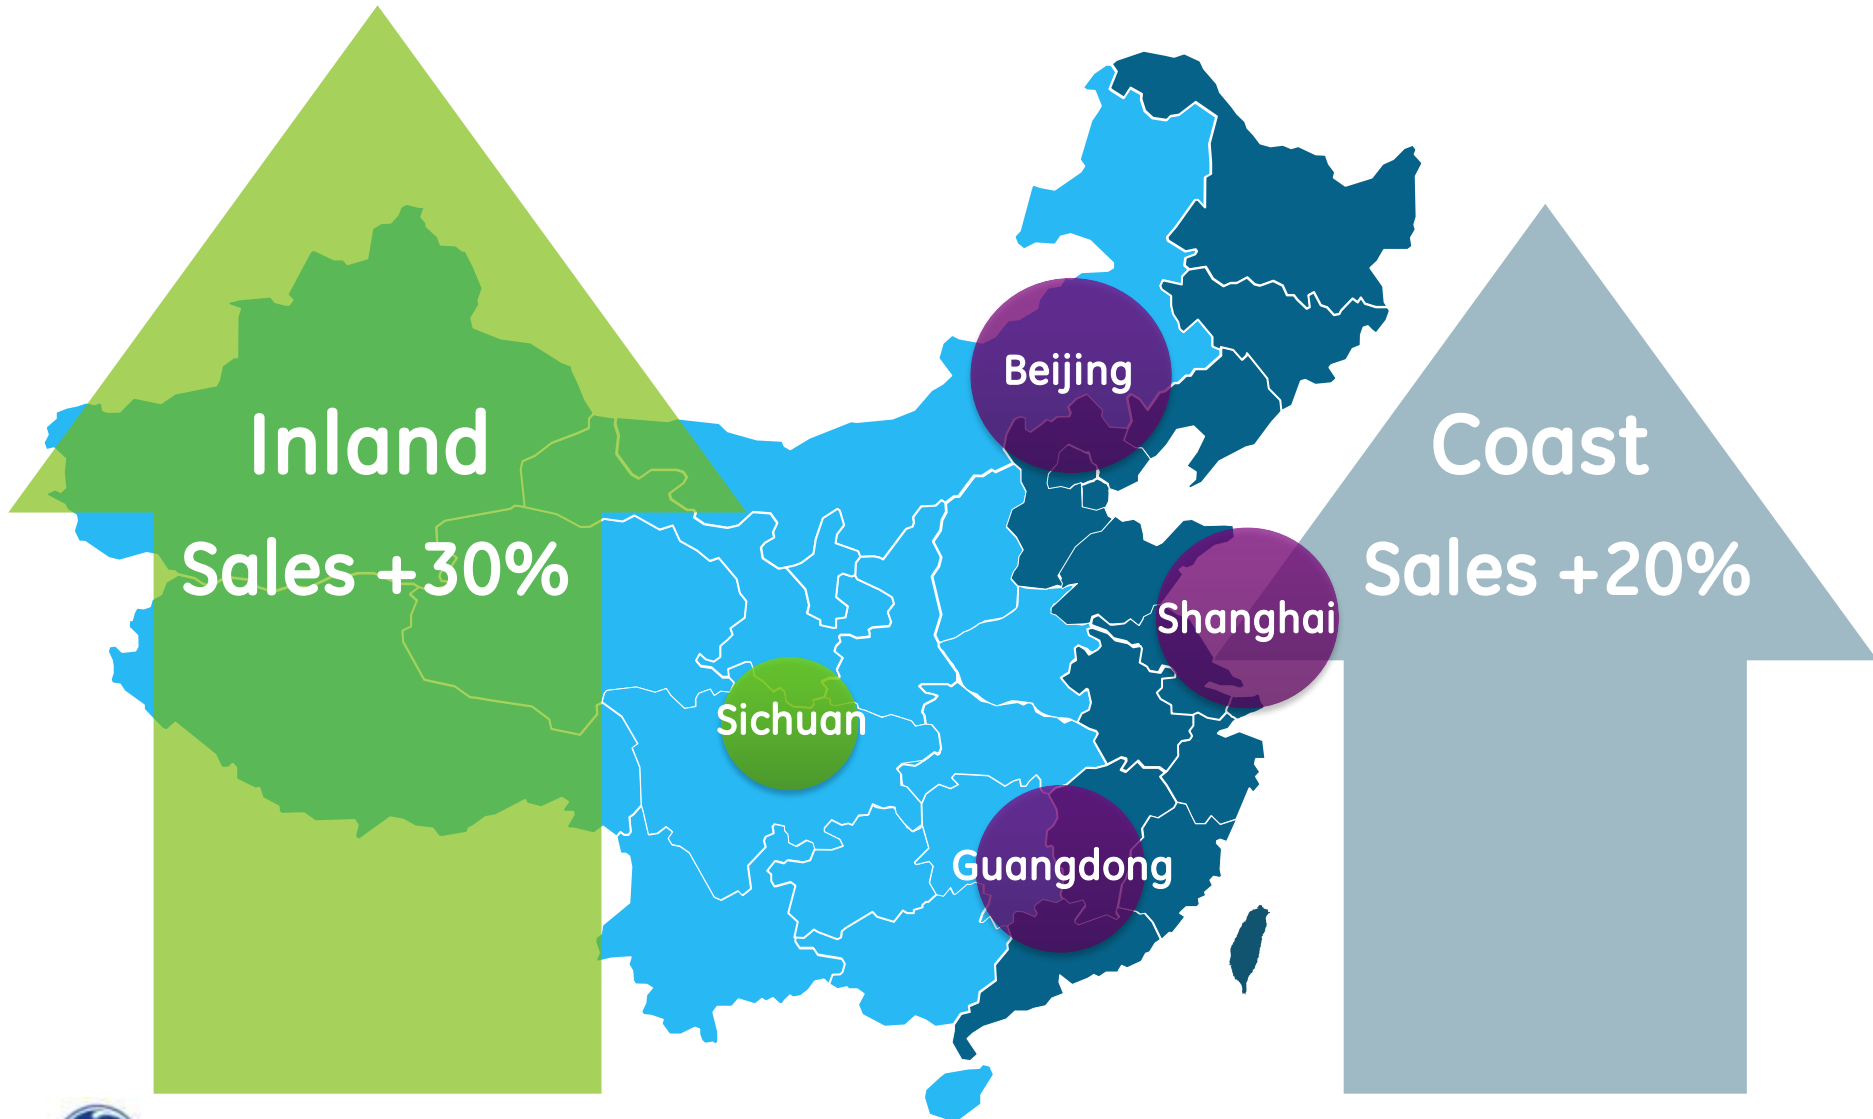 Inland
Sales +30%
Beijing
Coast
Sales +20%
Shanghai
Sichuan
Guangdong